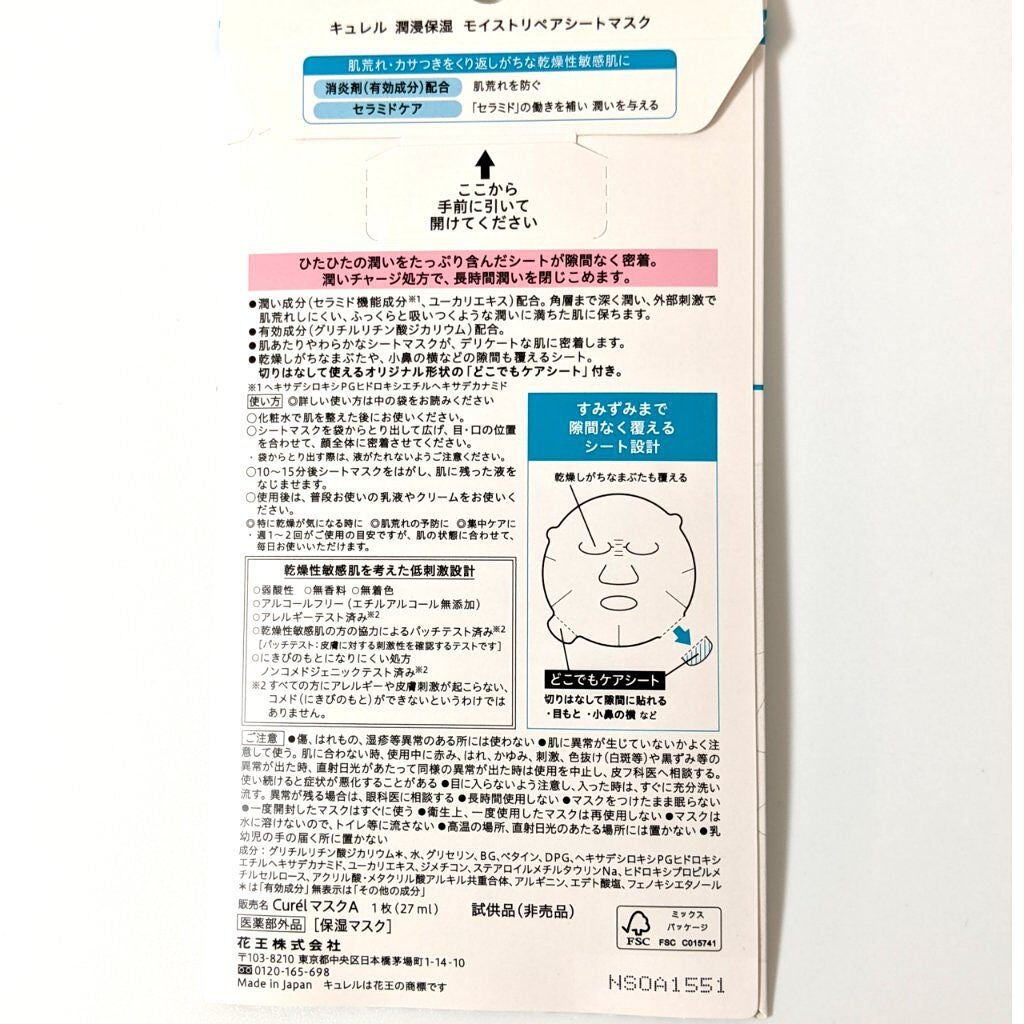 キュレル 潤浸保湿 モイストリペアシートマスク
肌荒れ・カサつきをくり返しがちな乾燥性敏感肌に
消炎剤(有効成分)配合 肌荒れを防ぐ
セラミドケア 「セラミド」の働きを補い 潤いを与える
ここから
手前に引いて
開けてください
ひたひたの潤いをたっぷり含んだシートが隙間なく密着。
潤いチャージ処方で、長時間潤いを閉じこめます。
●潤い成分(セラミド機能成分※1、ユーカリエキス)配合。角層まで深く潤い、外部刺激で
肌荒れしにくい、ふっくらと吸いつくような潤いに満ちた肌に保ちます。
●有効成分(グリチルリチン酸ジカリウム)配合。
●肌あたりやわらかなシートマスクが、デリケートな肌に密着します。
●乾燥しがちなまぶたや、小鼻の横などの隙間も覆えるシート。
切りはなして使えるオリジナル形状の「どこでもケアシート」付き。
※1 ヘキサデシロキシPGヒドロキシエチルヘキサデカナミド
使い方 ◎詳しい使い方は中の袋をお読みください
○化粧水で肌を整えた後にお使いください。
○シートマスクを袋からとり出して広げ、目・口の位置
を合わせて、顔全体に密着させてください。
・袋からとり出す際は、液がたれないようご注意ください。
○10〜15分後シートマスクをはがし、肌に残った液を
なじませます。
○使用後は、普段お使いの乳液やクリームをお使いく
ださい。
◎特に乾燥が気になる時に ◎肌荒れの予防に ◎集中ケアに
・週1〜2回がご使用の目安ですが、肌の状態に合わせて、
毎日お使いいただけます。
すみずみまで
隙間なく覆える
シート設計
乾燥しがちなまぶたも覆える
どこでもケアシート
切りはなして隙間に貼れる
・目もと ・小鼻の横 など
乾燥性敏感肌を考えた低刺激設計
○弱酸性 ○無香料 ○無着色
○アルコールフリー(エチルアルコール無添加)
○アレルギーテスト済み※2
○乾燥性敏感肌の方の協力によるパッチテスト済み※2
[パッチテスト:皮膚に対する刺激性を確認するテストです]
○にきびのもとになりにくい処方
ノンコメドジェニックテスト済み※2
※2 すべての方にアレルギーや皮膚刺激が起こらない、
コメド(にきびのもと)ができないというわけでは
ありません。
ご注意 ●傷、はれもの、湿疹等異常のある所には使わない ●肌に異常が生じていないかよく注
意して使う。肌に合わない時、使用中に赤み、はれ、かゆみ、刺激、色抜け(白斑等)や黒ずみ等の
異常が出た時、直射日光があたって同様の異常が出た時は使用を中止し、皮フ科医へ相談する。
使い続けると症状が悪化することがある ●目に入らないよう注意し、入った時は、すぐに充分洗い
流す。異常が残る場合は、眼科医に相談する ●長時間使用しない ●マスクをつけたまま眠らない
●一度開封したマスクはすぐに使う ●衛生上、一度使用したマスクは再使用しない ●マスクは
水に溶けないので、トイレ等に流さない ●高温の場所、直射日光のあたる場所には置かない ●乳
幼児の手の届く所に置かない
成分:グリチルリチン酸ジカリウム*、水、グリセリン、BG、ベタイン、DPG、ヘキサデシロキシPGヒドロキシ
エチルヘキサデカナミド、ユーカリエキス、ジメチコン、ステアロイルメチルタウリンNa、ヒドロキシプロピルメ
チルセルロース、アクリル酸・メタクリル酸アルキル共重合体、アルギニン、エデト酸塩、フェノキシエタノール
*は「有効成分」無表示は「その他の成分」
販売名 CurélマスクA 1枚(27ml) 試供品(非売品)
医薬部外品 [保湿マスク]
花王株式会社
〒103-8210 東京都中央区日本橋茅場町1-14-10
0120-165-698
Made in Japan キュレルは花王の商標です
ミックス
パッケージ
FSC FSC C015741
NSOA1551